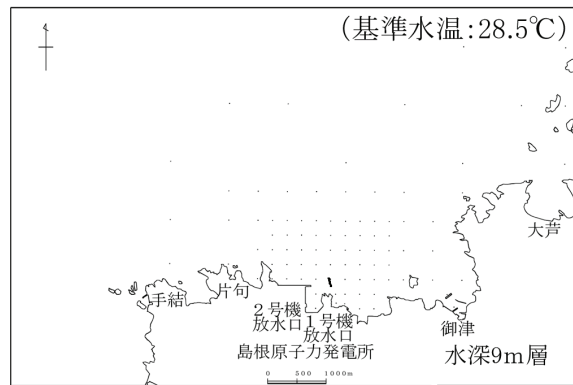 (基準水温:28.5℃)
大芦
手結
片句
2号機
放水口
1号機
放水口
御津
島根原子力発電所
水深9m層
0 500 1000m